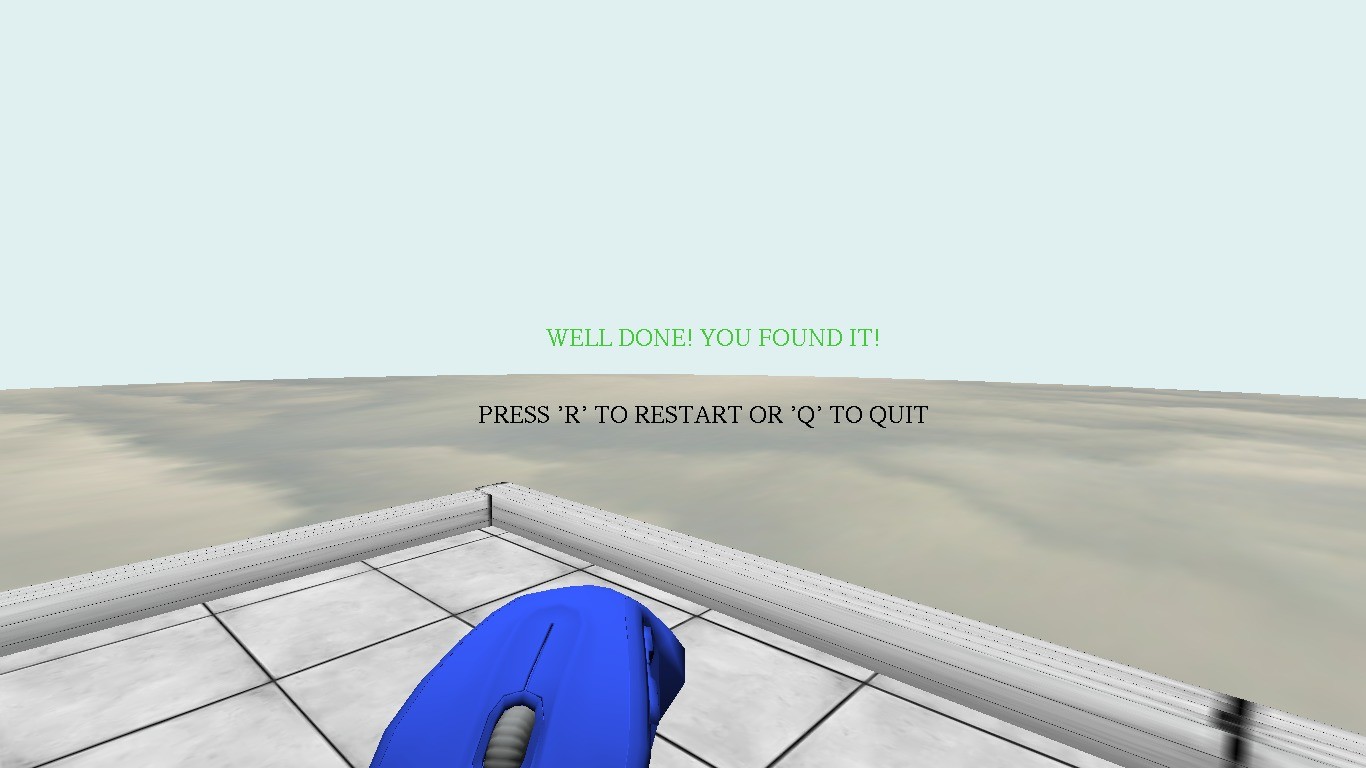 WELL DONE! YOU FOUND IT!
PRESS ’R’ TO RESTART OR ’Q’ TO QUIT